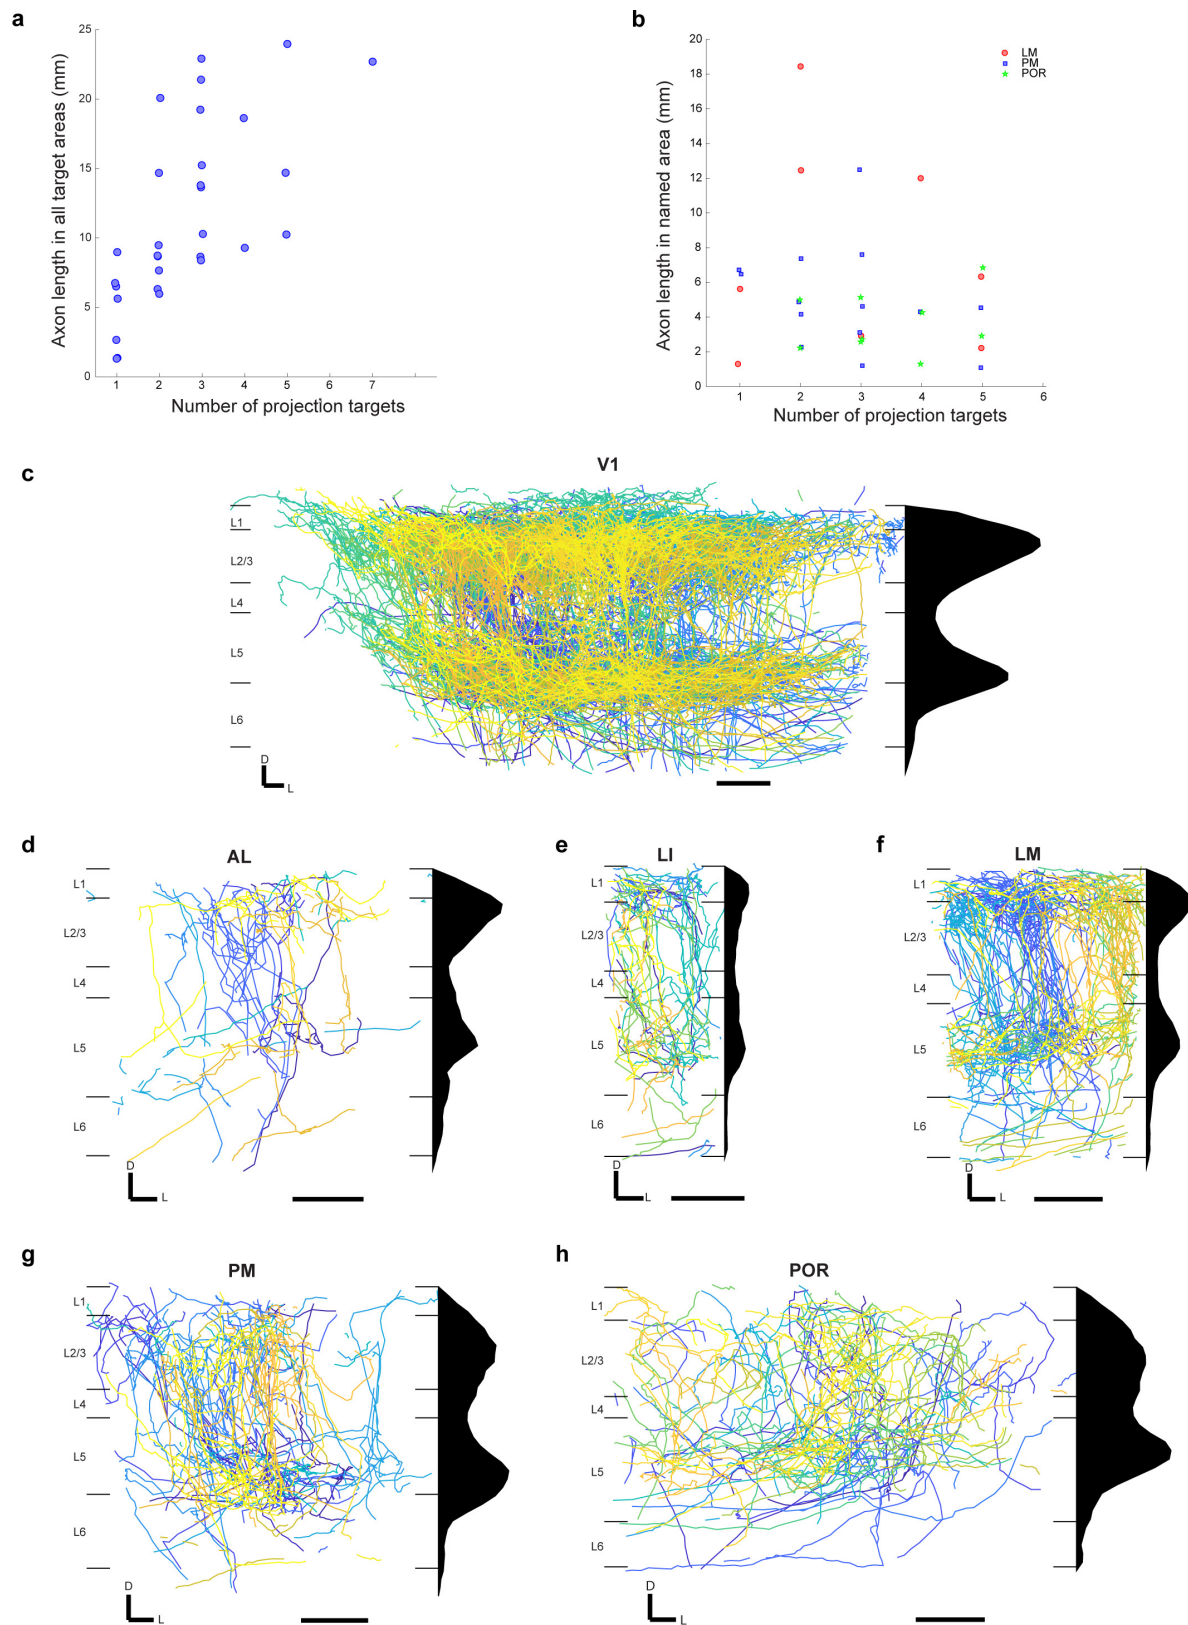 a
Axon length in all target areas (mm)
25
20
15
10
5
0
1 2 3 4 5 6 7
Number of projection targets
b
Axon length in named area (mm)
20
18
16
14
12
10
8
6
4
2
0
1 2 3 4 5 6
Number of projection targets
LM
PM
POR
c
V1
L1
L2/3
L4
L5
L6
D
L
d
AL
L1
L2/3
L4
L5
L6
D
L
e
LI
L1
L2/3
L4
L5
L6
D
L
f
LM
L1
L2/3
L4
L5
L6
D
L
g
PM
L1
L2/3
L4
L5
L6
D
L
h
POR
L1
L2/3
L4
L5
L6
D
L